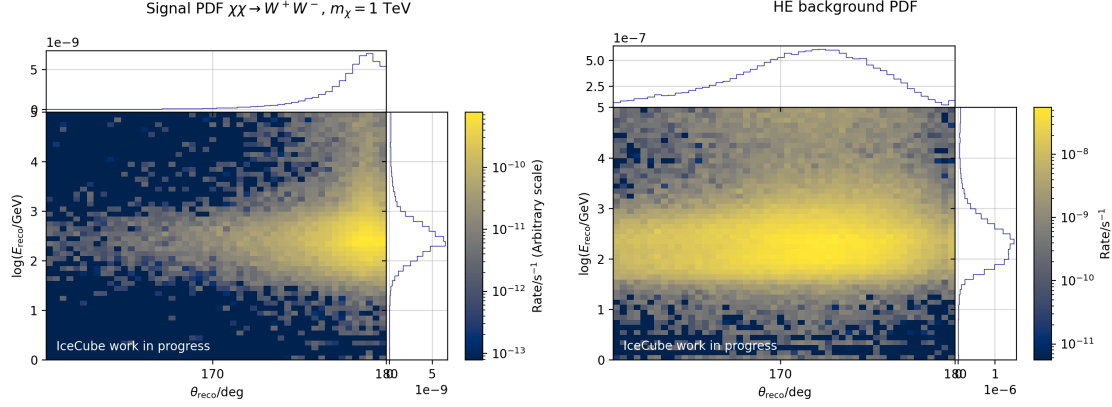 Signal PDF χχ → W⁺W⁻, mχ = 1 TeV
1e−9
5
0
5
4
3
2
1
0
log(E_reco/GeV)
IceCube work in progress
170
180
θ_reco/deg
0
5
1e−9
10⁻¹⁰
10⁻¹¹
10⁻¹²
10⁻¹³
Rate/s⁻¹ (Arbitrary scale)
HE background PDF
1e−7
5.0
2.5
5
4
3
2
1
0
log(E_reco/GeV)
IceCube work in progress
170
180
θ_reco/deg
0
1
1e−6
10⁻⁸
10⁻⁹
10⁻¹⁰
10⁻¹¹
Rate/s⁻¹